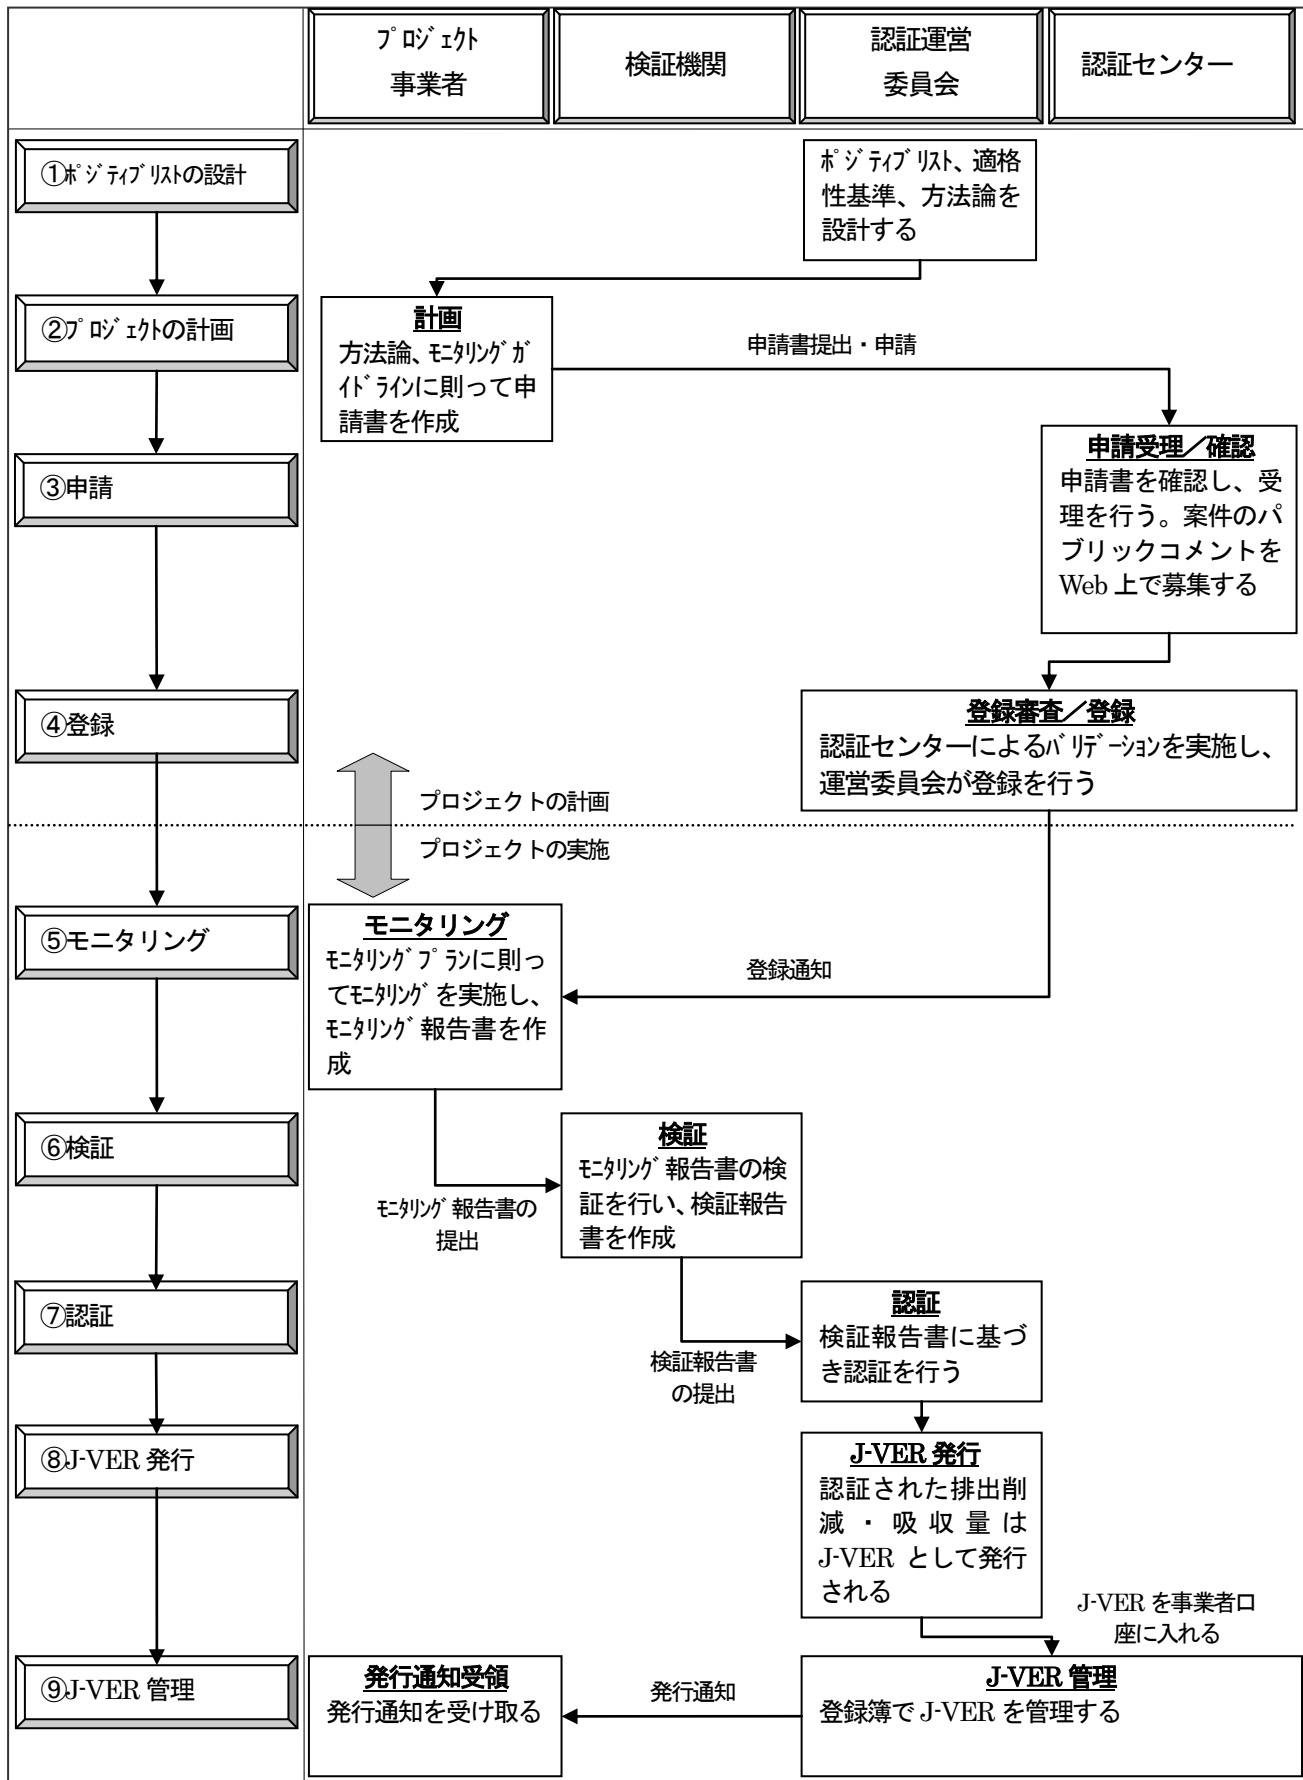 ﾌﾟﾛｼﾞｪｸﾄ
事業者
検証機関
認証運営
委員会
認証センター
①ﾎﾟｼﾞﾃｨﾌﾞﾘｽﾄの設計
ﾎﾟｼﾞﾃｨﾌﾞﾘｽﾄ、適格
性基準、方法論を
設計する
②ﾌﾟﾛｼﾞｪｸﾄの計画
計画
方法論、ﾓﾆﾀﾘﾝｸﾞｶﾞ
ｲﾄﾞﾗｲﾝに則って申
請書を作成
申請書提出・申請
③申請
申請受理／確認
申請書を確認し、受
理を行う。案件のパ
ブリックコメントを
Web 上で募集する
④登録
登録審査／登録
認証センターによるﾊﾞﾘﾃﾞｰｼｮﾝを実施し、
運営委員会が登録を行う
プロジェクトの計画
プロジェクトの実施
⑤モニタリング
モニタリング
ﾓﾆﾀﾘﾝｸﾞﾌﾟﾗﾝに則っ
てﾓﾆﾀﾘﾝｸﾞを実施し、
ﾓﾆﾀﾘﾝｸﾞ報告書を作
成
登録通知
⑥検証
検証
ﾓﾆﾀﾘﾝｸﾞ報告書の検
証を行い、検証報告
書を作成
ﾓﾆﾀﾘﾝｸﾞ報告書の
提出
⑦認証
認証
検証報告書に基づ
き認証を行う
検証報告書
の提出
⑧J-VER 発行
J-VER 発行
認証された排出削
減・吸収量は
J-VER として発行
される
J-VER を事業者口
座に入れる
⑨J-VER 管理
発行通知受領
発行通知を受け取る
発行通知
J-VER 管理
登録簿で J-VER を管理する